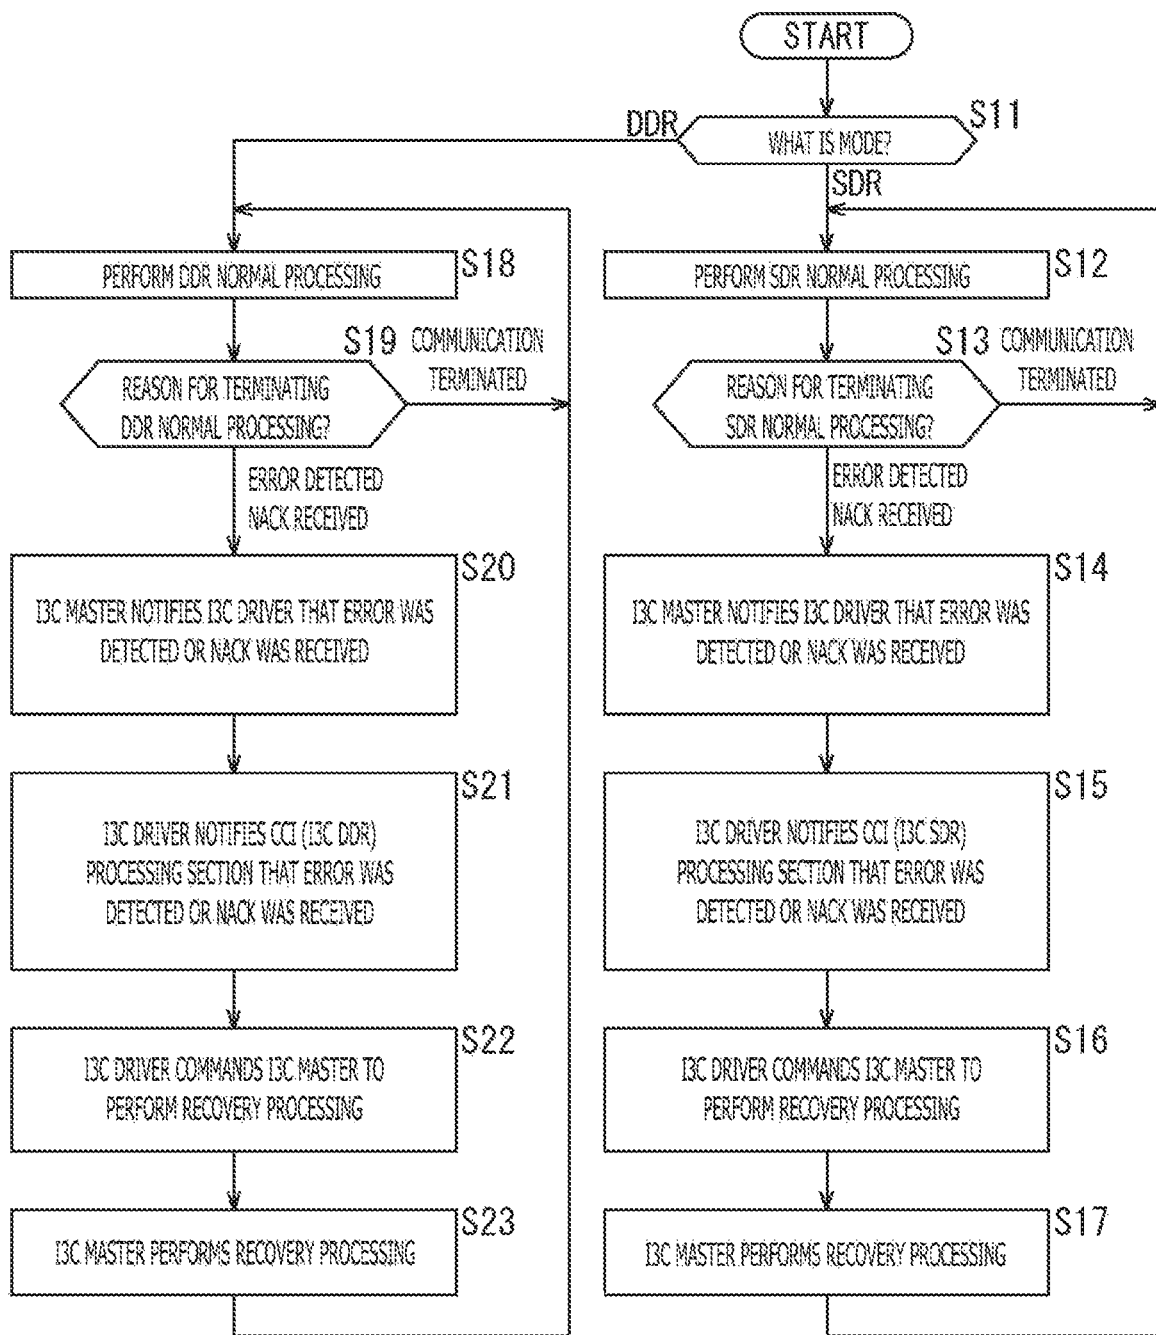 START
S11
WHAT IS MODE?
DDR
SDR
S18
PERFORM DDR NORMAL PROCESSING
S19
COMMUNICATION
TERMINATED
REASON FOR TERMINATING
DDR NORMAL PROCESSING?
ERROR DETECTED
NACK RECEIVED
S20
I3C MASTER NOTIFIES I3C DRIVER THAT ERROR WAS
DETECTED OR NACK WAS RECEIVED
S21
I3C DRIVER NOTIFIES CCI (I3C DDR)
PROCESSING SECTION THAT ERROR WAS
DETECTED OR NACK WAS RECEIVED
S22
I3C DRIVER COMMANDS I3C MASTER TO
PERFORM RECOVERY PROCESSING
S23
I3C MASTER PERFORMS RECOVERY PROCESSING
S12
PERFORM SDR NORMAL PROCESSING
S13
COMMUNICATION
TERMINATED
REASON FOR TERMINATING
SDR NORMAL PROCESSING?
ERROR DETECTED
NACK RECEIVED
S14
I3C MASTER NOTIFIES I3C DRIVER THAT ERROR WAS
DETECTED OR NACK WAS RECEIVED
S15
I3C DRIVER NOTIFIES CCI (I3C SDR)
PROCESSING SECTION THAT ERROR WAS
DETECTED OR NACK WAS RECEIVED
S16
I3C DRIVER COMMANDS I3C MASTER TO
PERFORM RECOVERY PROCESSING
S17
I3C MASTER PERFORMS RECOVERY PROCESSING